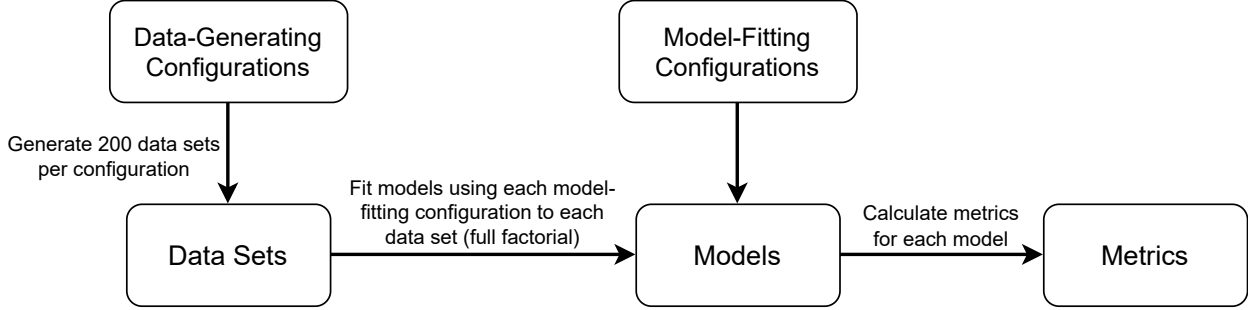 Data-Generating
Configurations
Model-Fitting
Configurations
Generate 200 data sets
per configuration
Fit models using each model-
fitting configuration to each
data set (full factorial)
Calculate metrics
for each model
Data Sets
Models
Metrics